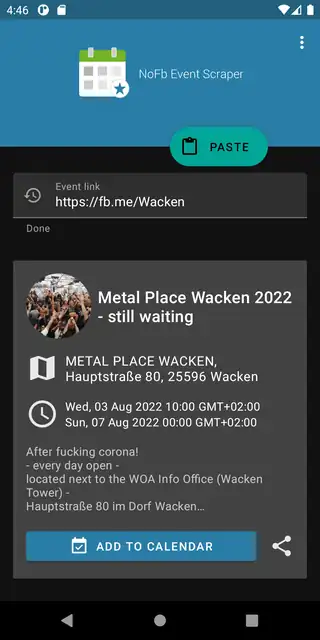 4:46
NoFb Event Scraper
PASTE
Event link
https://fb.me/Wacken
Done
Metal Place Wacken 2022
- still waiting
METAL PLACE WACKEN,
Hauptstraße 80, 25596 Wacken
Wed, 03 Aug 2022 10:00 GMT+02:00
Sun, 07 Aug 2022 00:00 GMT+02:00
After fucking corona!
- every day open -
located next to the WOA Info Office (Wacken
Tower) -
Hauptstraße 80 im Dorf Wacken…
ADD TO CALENDAR